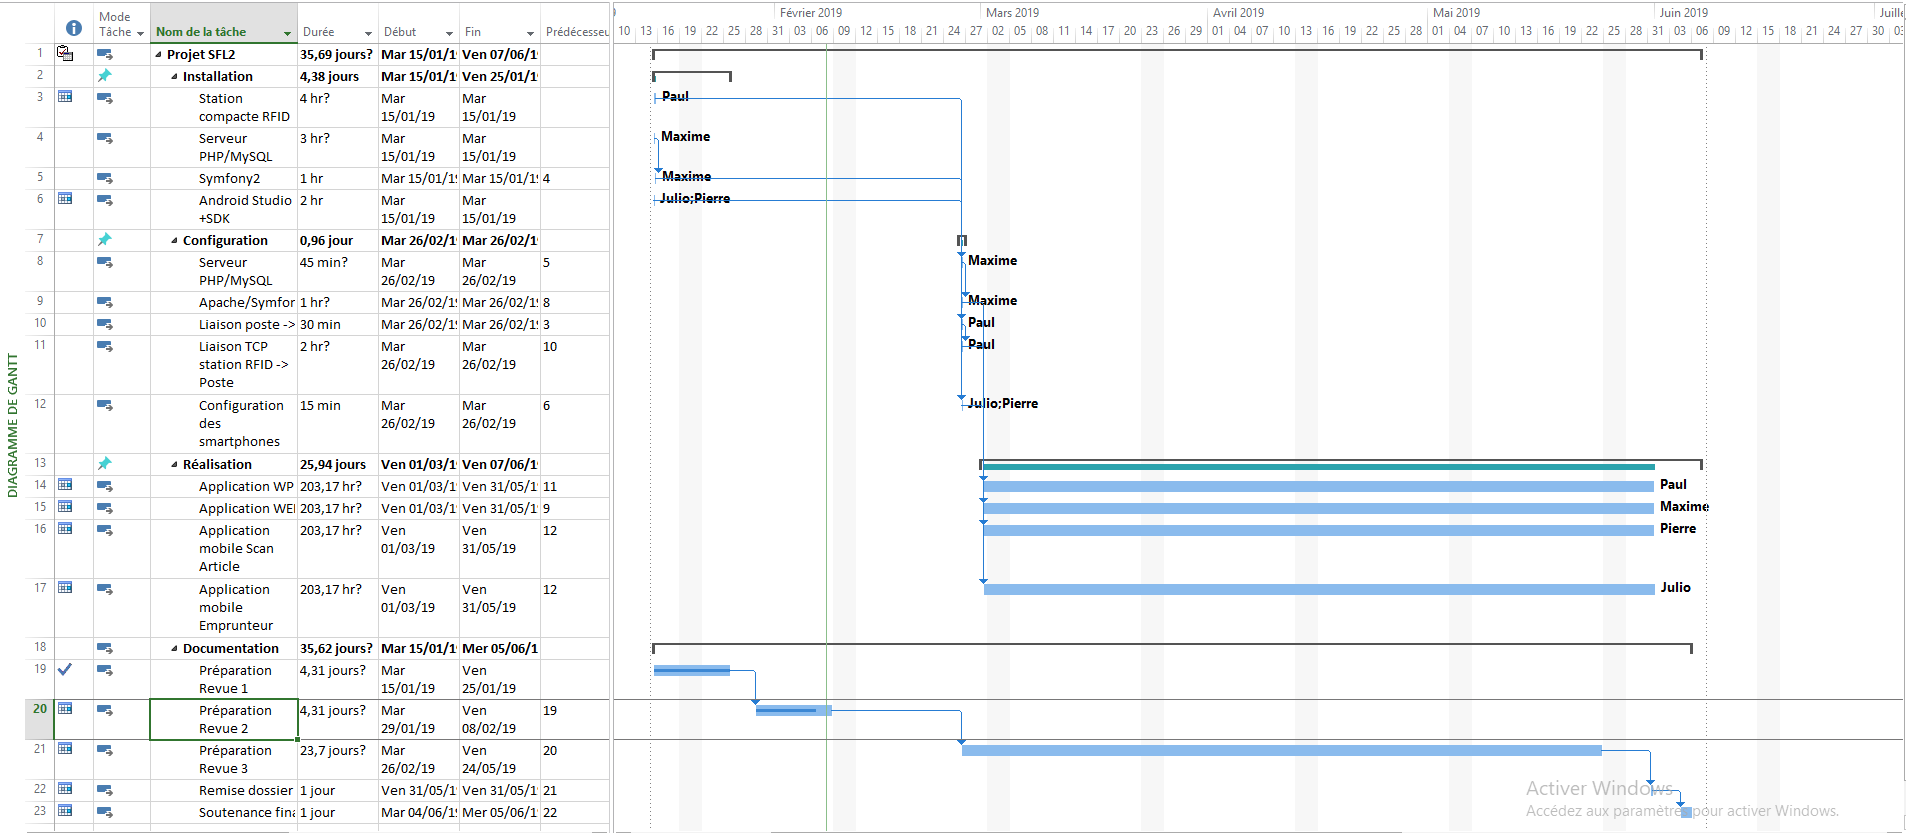 DIAGRAMME DE GANTT
Mode Tâche Nom de la tâche Durée Début Fin Prédécesseu
Février 2019 Mars 2019 Avril 2019 Mai 2019 Juin 2019 Juille
10 13 16 19 22 25 28 31 03 06 09 12 15 18 21 24 27 02 05 08 11 14 17 20 23 26 29 01 04 07 10 13 16 19 22 25 28 01 04 07 10 13 16 19 22 25 28 31 03 06 09 12 15 18 21 24 27 30 03
1 Projet SFL2 35,69 jours? Mar 15/01/1 Ven 07/06/1
2 Installation 4,38 jours Mar 15/01/1 Ven 25/01/1
3 Station compacte RFID 4 hr? Mar 15/01/19 Mar 15/01/19 Paul
4 Serveur PHP/MySQL 3 hr? Mar 15/01/19 Mar 15/01/19 Maxime
5 Symfony2 1 hr Mar 15/01/1 Mar 15/01/1 4 Maxime
6 Android Studio +SDK 2 hr Mar 15/01/19 Mar 15/01/19 Julio;Pierre
7 Configuration 0,96 jour Mar 26/02/1 Mar 26/02/1
8 Serveur PHP/MySQL 45 min? Mar 26/02/19 Mar 26/02/19 5 Maxime
9 Apache/Symfor 1 hr? Mar 26/02/1 Mar 26/02/1 8 Maxime
10 Liaison poste -> 30 min Mar 26/02/1 Mar 26/02/1 3 Paul
11 Liaison TCP station RFID -> Poste 2 hr? Mar 26/02/19 Mar 26/02/19 10 Paul
12 Configuration des smartphones 15 min Mar 26/02/19 Mar 26/02/19 6 Julio;Pierre
13 Réalisation 25,94 jours Ven 01/03/1 Ven 07/06/1
14 Application WP 203,17 hr? Ven 01/03/1 Ven 31/05/1 11 Paul
15 Application WE 203,17 hr? Ven 01/03/1 Ven 31/05/1 9 Maxime
16 Application mobile Scan Article 203,17 hr? Ven 01/03/19 Ven 31/05/19 12 Pierre
17 Application mobile Emprunteur 203,17 hr? Ven 01/03/19 Ven 31/05/19 12 Julio
18 Documentation 35,62 jours? Mar 15/01/1 Mer 05/06/1
19 Préparation Revue 1 4,31 jours? Mar 15/01/19 Ven 25/01/19
20 Préparation Revue 2 4,31 jours? Mar 29/01/19 Ven 08/02/19 19
21 Préparation Revue 3 23,7 jours? Mar 26/02/19 Ven 24/05/19 20
22 Remise dossier 1 jour Ven 31/05/1 Ven 31/05/1 21
23 Soutenance fina 1 jour Mar 04/06/1 Mer 05/06/1 22
Activer Windows
Accédez aux paramètres pour activer Windows.